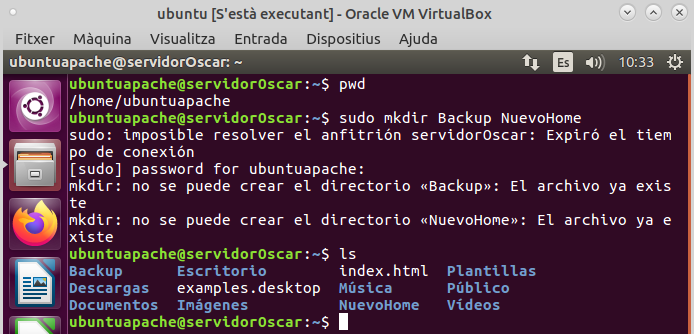 ubuntu [S'està executant] - Oracle VM VirtualBox
Fitxer Màquina Visualitza Entrada Dispositius Ajuda
ubuntuapache@servidorOscar: ~ Es 10:33
ubuntuapache@servidorOscar:~$ pwd
/home/ubuntuapache
ubuntuapache@servidorOscar:~$ sudo mkdir Backup NuevoHome
sudo: imposible resolver el anfitrión servidorOscar: Expiró el tiem
po de conexión
[sudo] password for ubuntuapache:
mkdir: no se puede crear el directorio «Backup»: El archivo ya exis
te
mkdir: no se puede crear el directorio «NuevoHome»: El archivo ya e
xiste
ubuntuapache@servidorOscar:~$ ls
Backup Escritorio index.html Plantillas
Descargas examples.desktop Música Público
Documentos Imágenes NuevoHome Vídeos
ubuntuapache@servidorOscar:~$